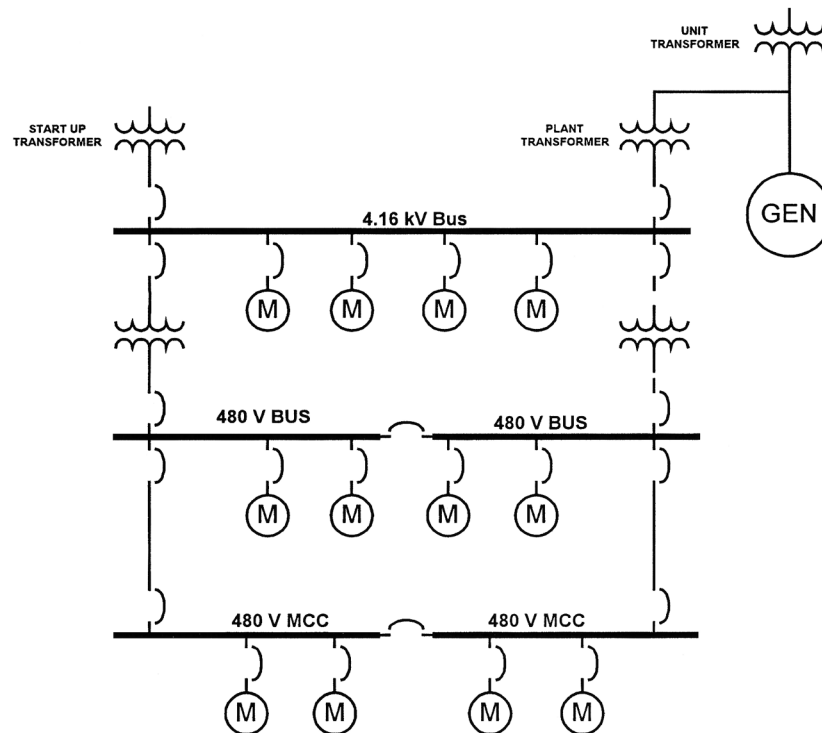 UNIT
TRANSFORMER
START UP
TRANSFORMER
PLANT
TRANSFORMER
GEN
4.16 kV Bus
M M M M
480 V BUS 480 V BUS
M M M M
480 V MCC 480 V MCC
M M M M